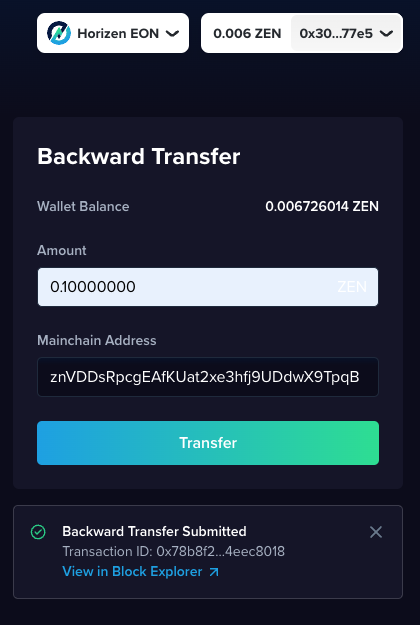 Horizen EON
0.006 ZEN
0x30...77e5
Backward Transfer
Wallet Balance 0.006726014 ZEN
Amount
0.10000000 ZEN
Mainchain Address
znVDDsRpcgEAfKUat2xe3hfj9UDdwX9TpqB
Transfer
Backward Transfer Submitted
Transaction ID: 0x78b8f2...4eec8018
View in Block Explorer